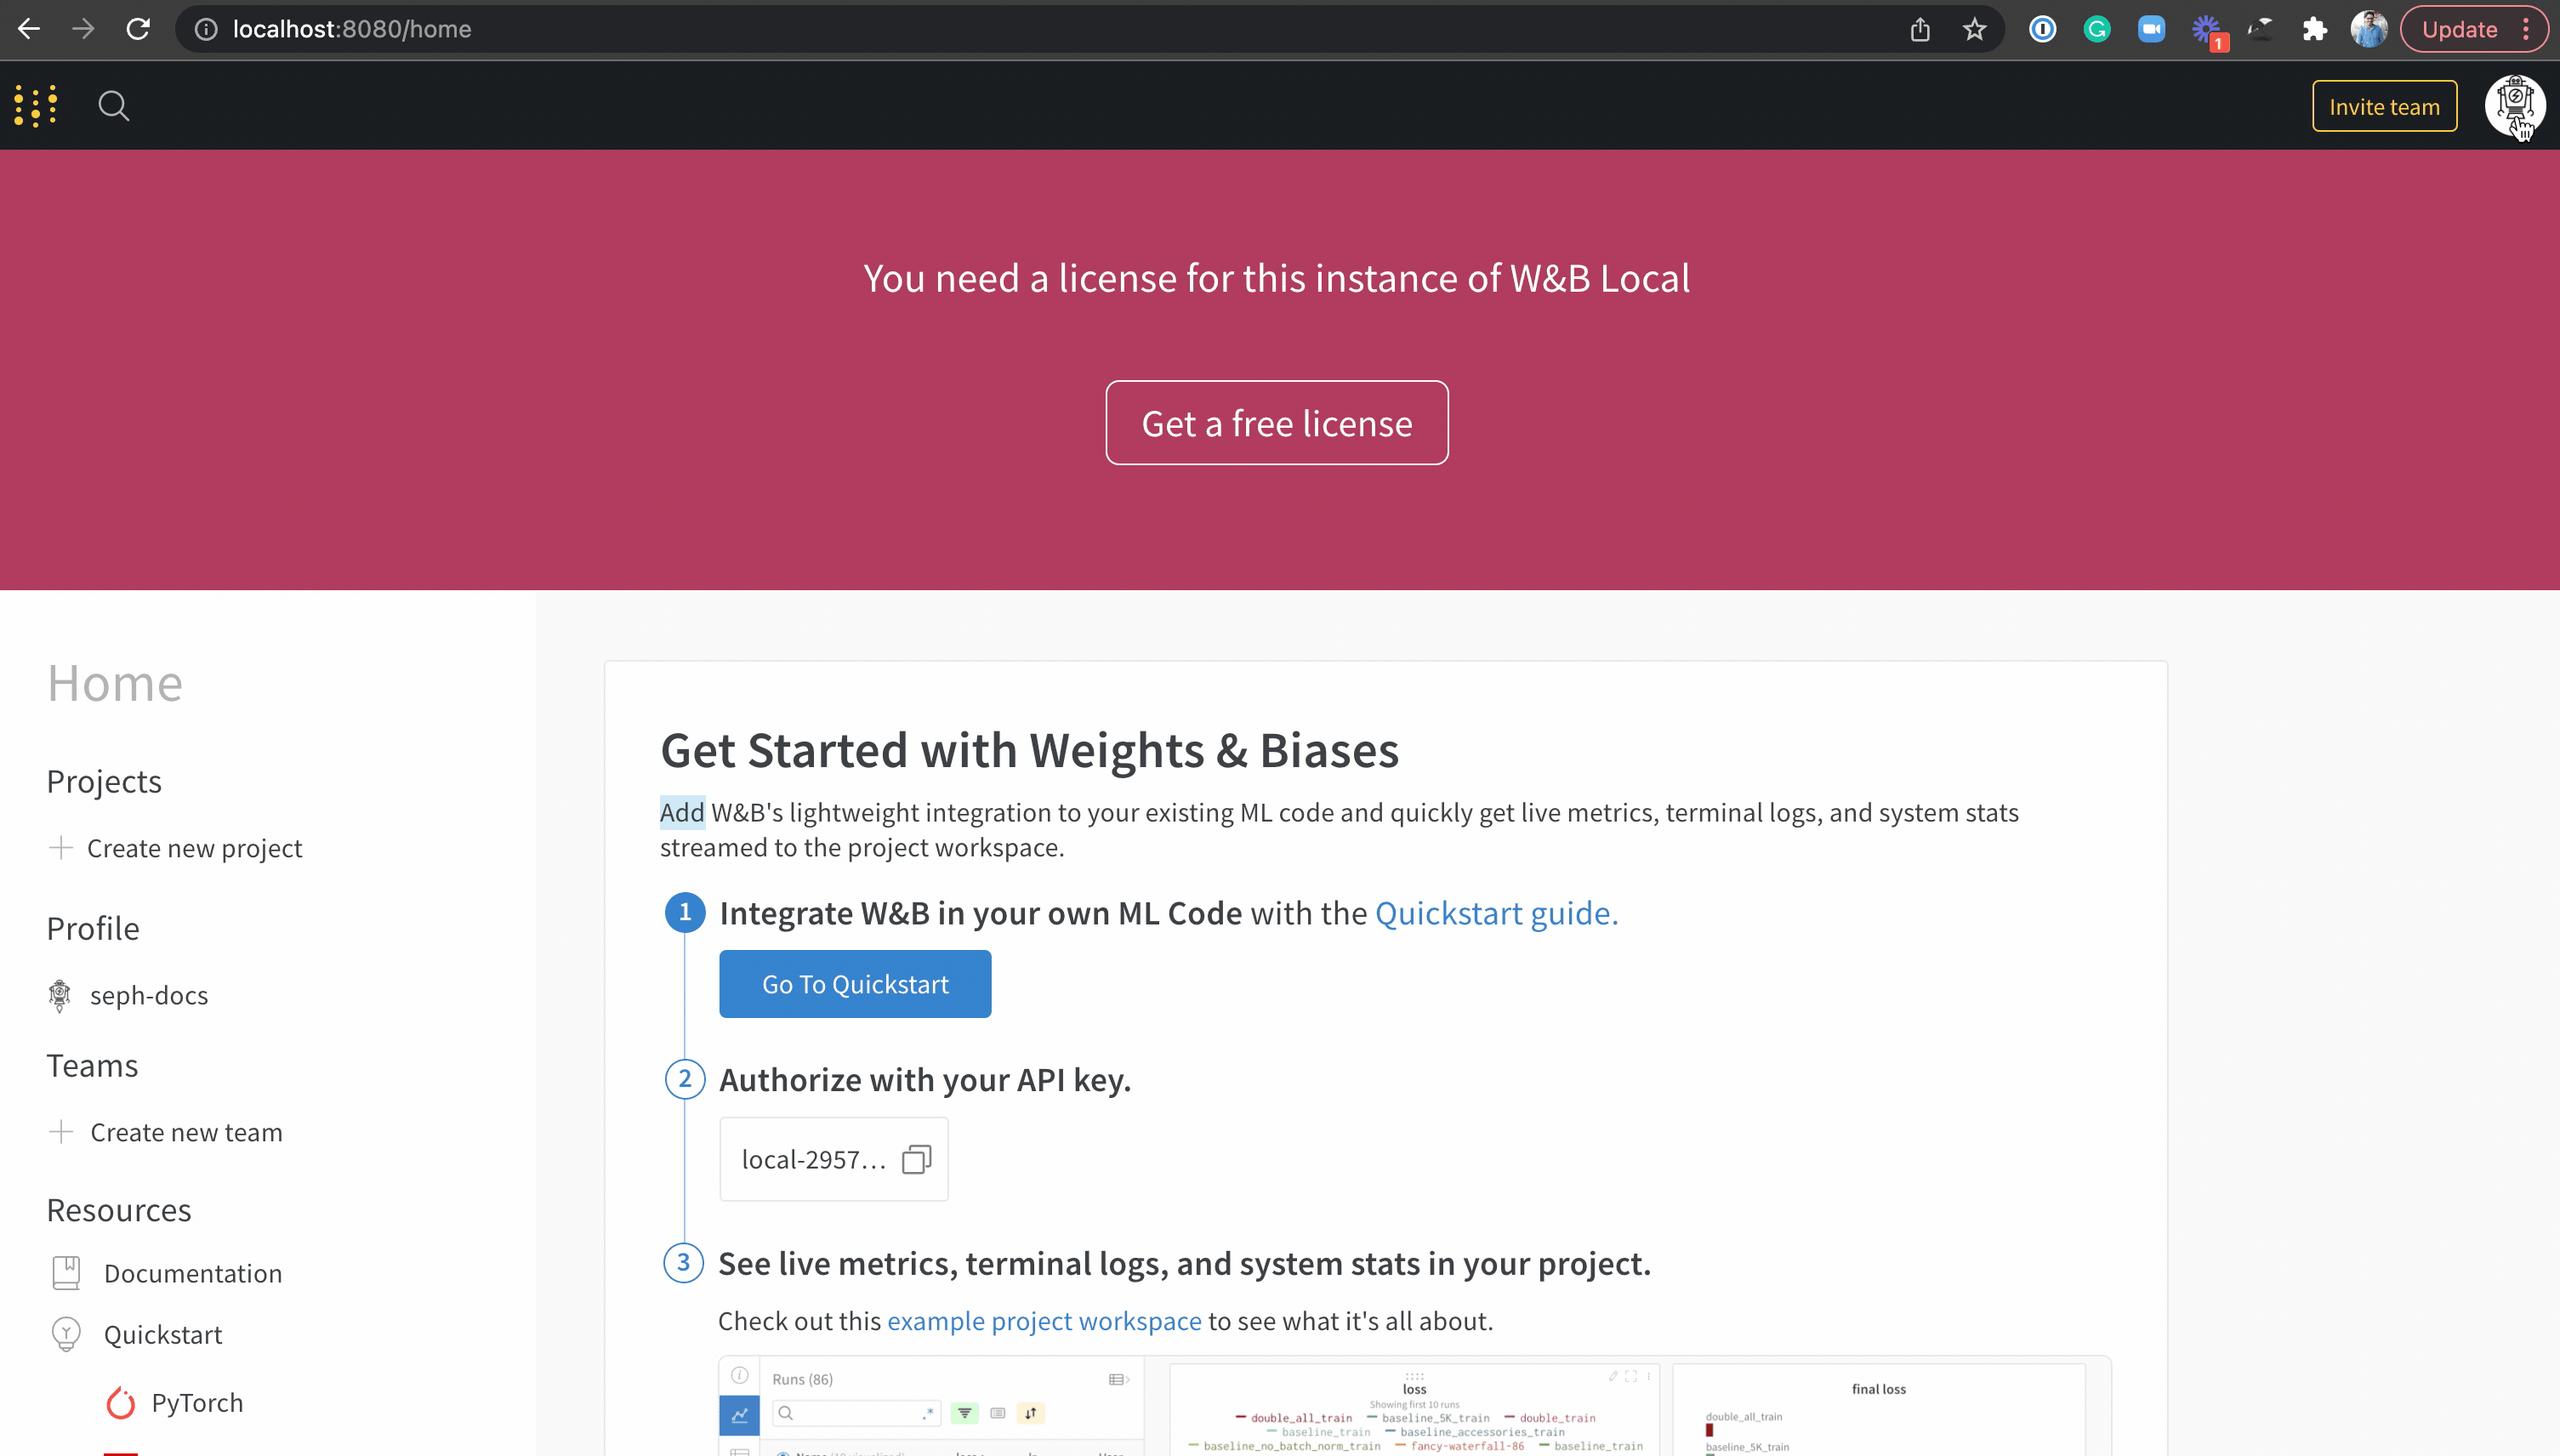 localhost:8080/home
1
Update
Invite team
You need a license for this instance of W&B Local
Get a free license
Home
Projects
Create new project
Profile
seph-docs
Teams
Create new team
Resources
Documentation
Quickstart
PyTorch
Get Started with Weights & Biases
Add W&B's lightweight integration to your existing ML code and quickly get live metrics, terminal logs, and system stats
streamed to the project workspace.
1 Integrate W&B in your own ML Code with the Quickstart guide.
Go To Quickstart
2 Authorize with your API key.
local-2957...
3 See live metrics, terminal logs, and system stats in your project.
Check out this example project workspace to see what it's all about.
Runs (86)
.*
loss
Showing first 10 runs
double_all_train baseline_5K_train double_train
baseline_train baseline_accessories_train
baseline_no_batch_norm_train fancy-waterfall-86 baseline_train
final loss
double_all_train
baseline_5K_train